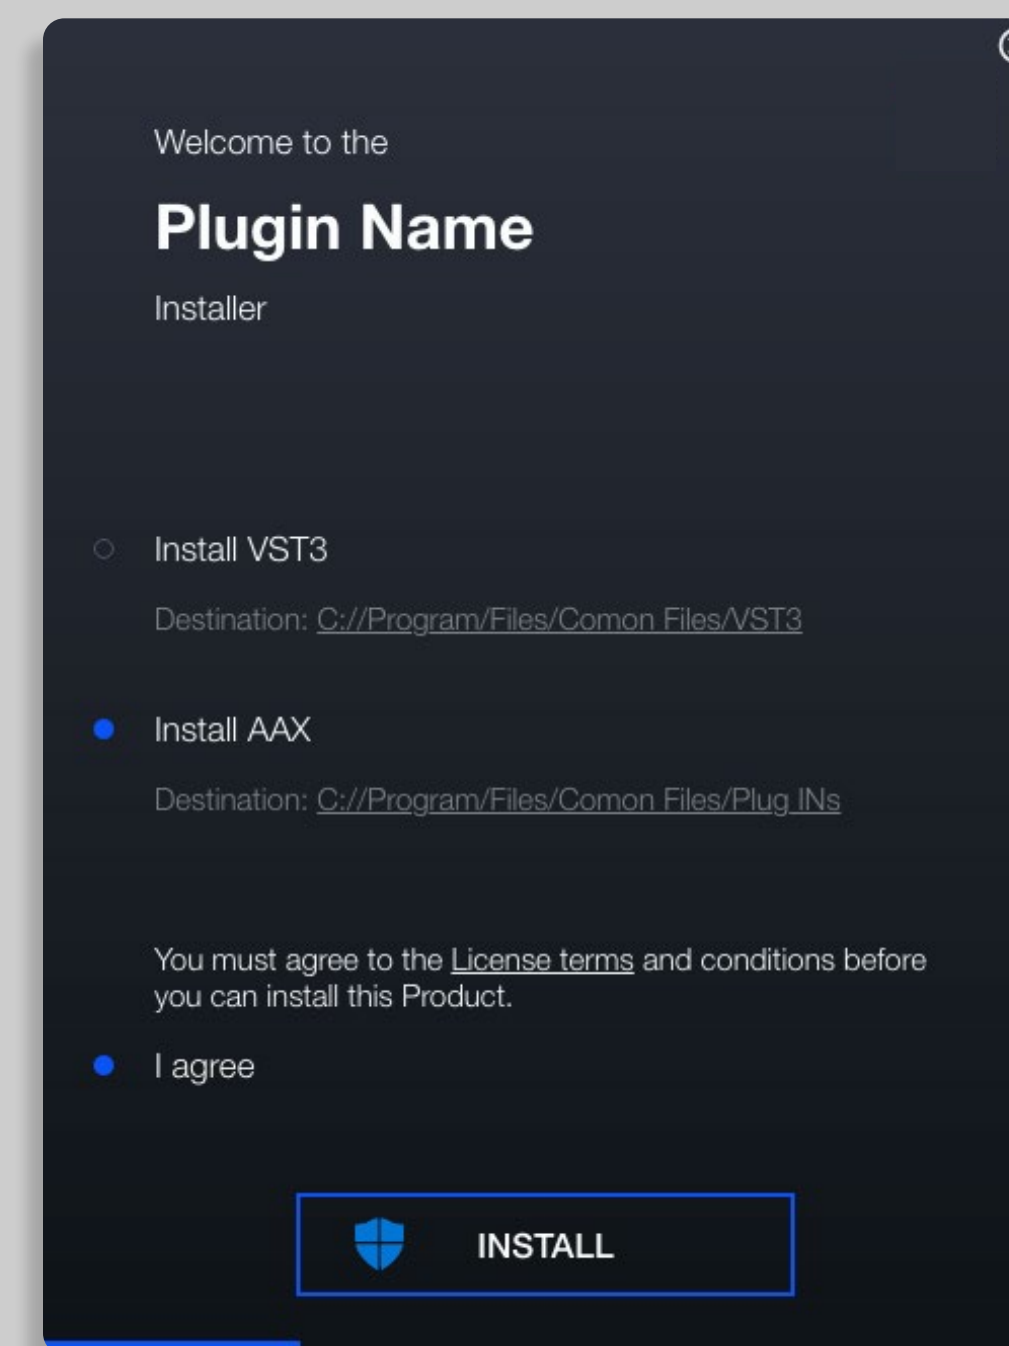 Welcome to the
Plugin Name
Installer
Install VST3
Destination: C://Program/Files/Comon Files/VST3
Install AAX
Destination: C://Program/Files/Comon Files/Plug INs
You must agree to the License terms and conditions before
you can install this Product.
I agree
INSTALL